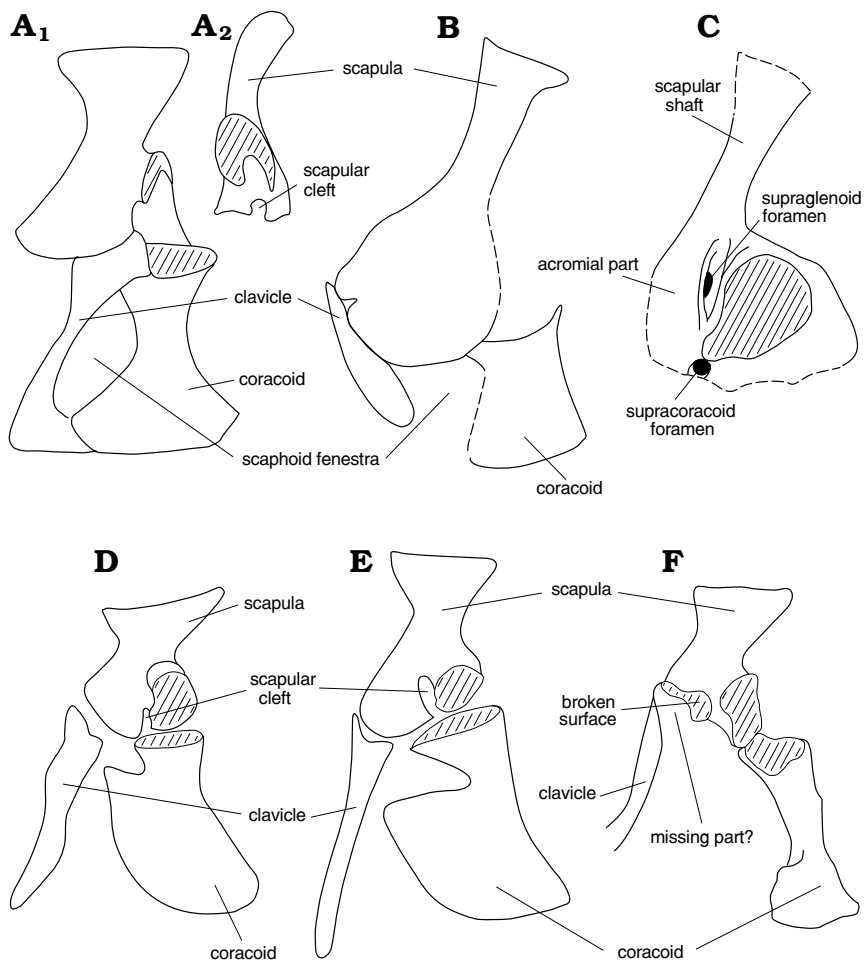 A1
A2
B
C
scapula
scapular
shaft
scapular
cleft
supraglenoid
foramen
acromial part
clavicle
coracoid
supracoracoid
foramen
scaphoid fenestra
coracoid
D
E
F
scapula
scapula
scapular
cleft
broken
surface
clavicle
clavicle
missing part?
coracoid
coracoid